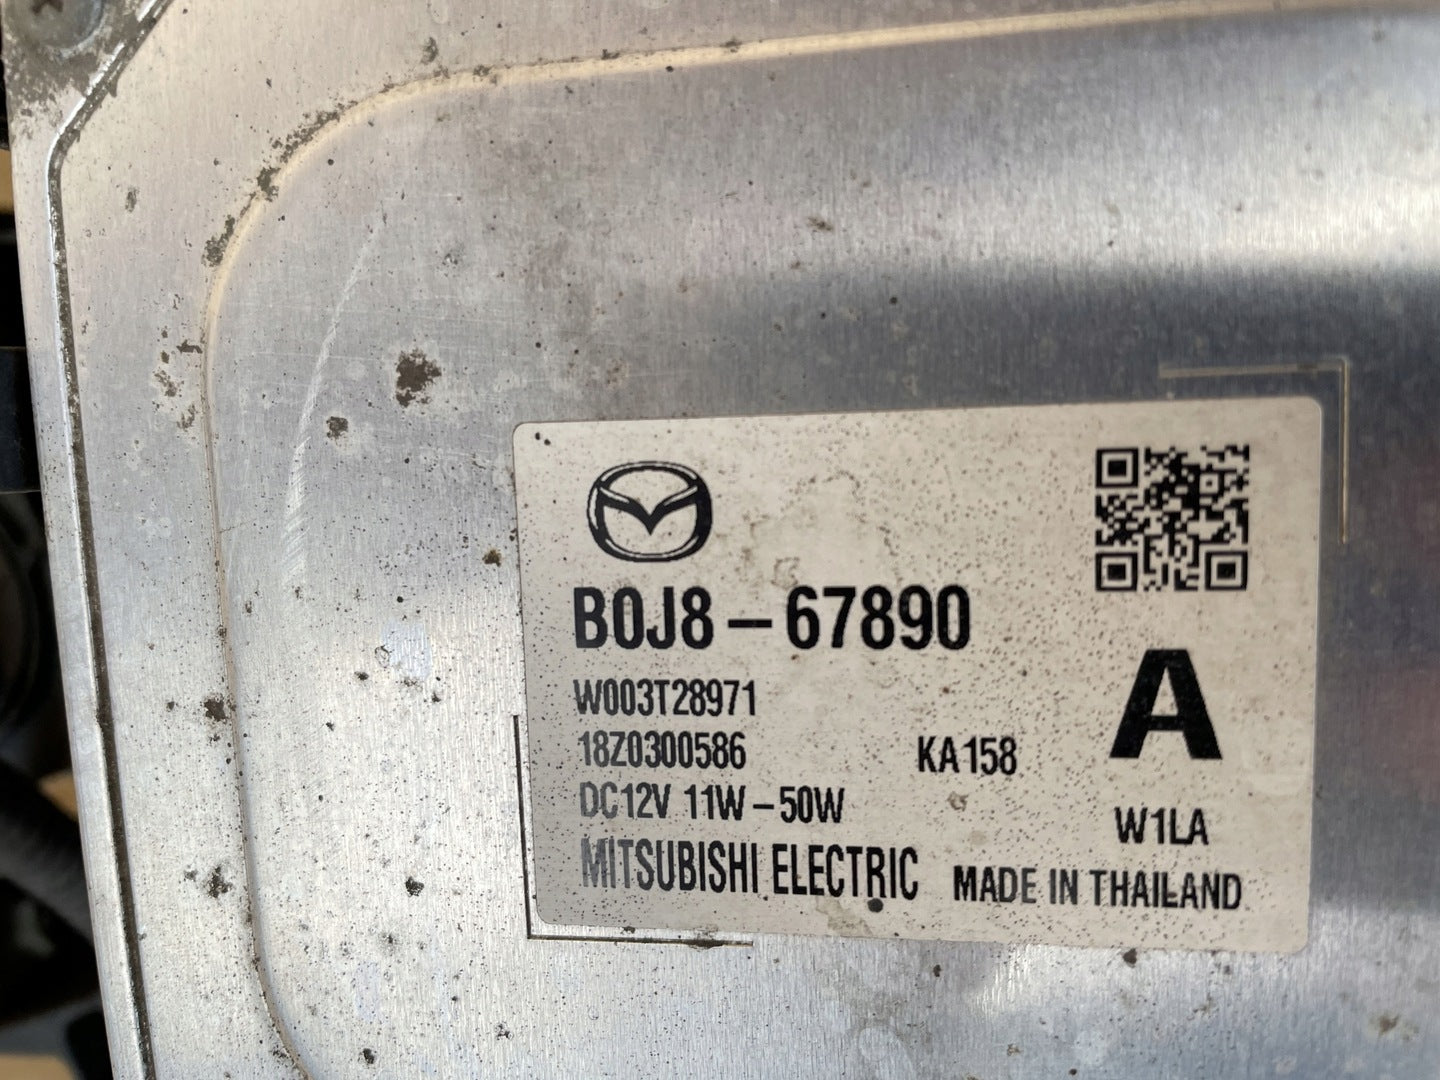 B0J8-67890
A
W003T28971
18Z0300586 KA158
DC12V 11W-50W W1LA
MITSUBISHI ELECTRIC MADE IN THAILAND